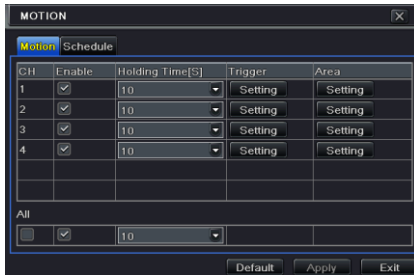 MOTION
Motion Schedule
CH Enable Holding Time[S] Trigger Area
1 10 Setting Setting
2 10 Setting Setting
3 10 Setting Setting
4 10 Setting Setting
All
10
Default Apply Exit